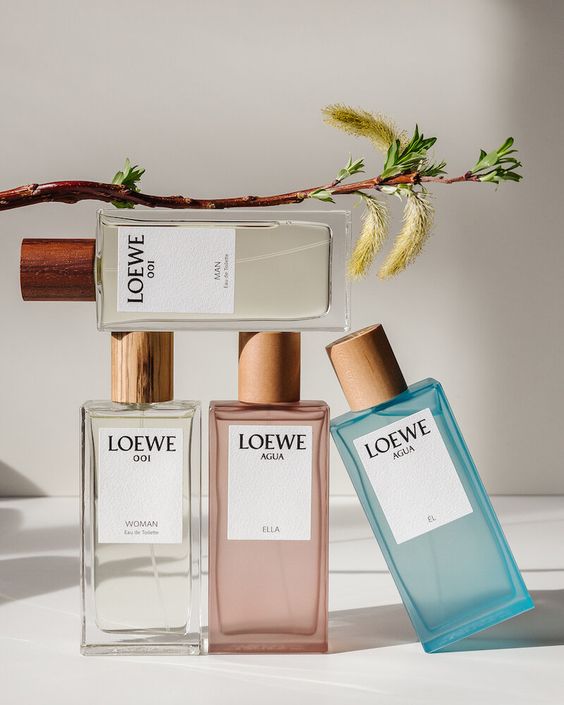 LOEWE
001
MAN
Eau de Toilette
LOEWE
001
WOMAN
Eau de Toilette
LOEWE
AGUA
ELLA
LOEWE
AGUA
EL